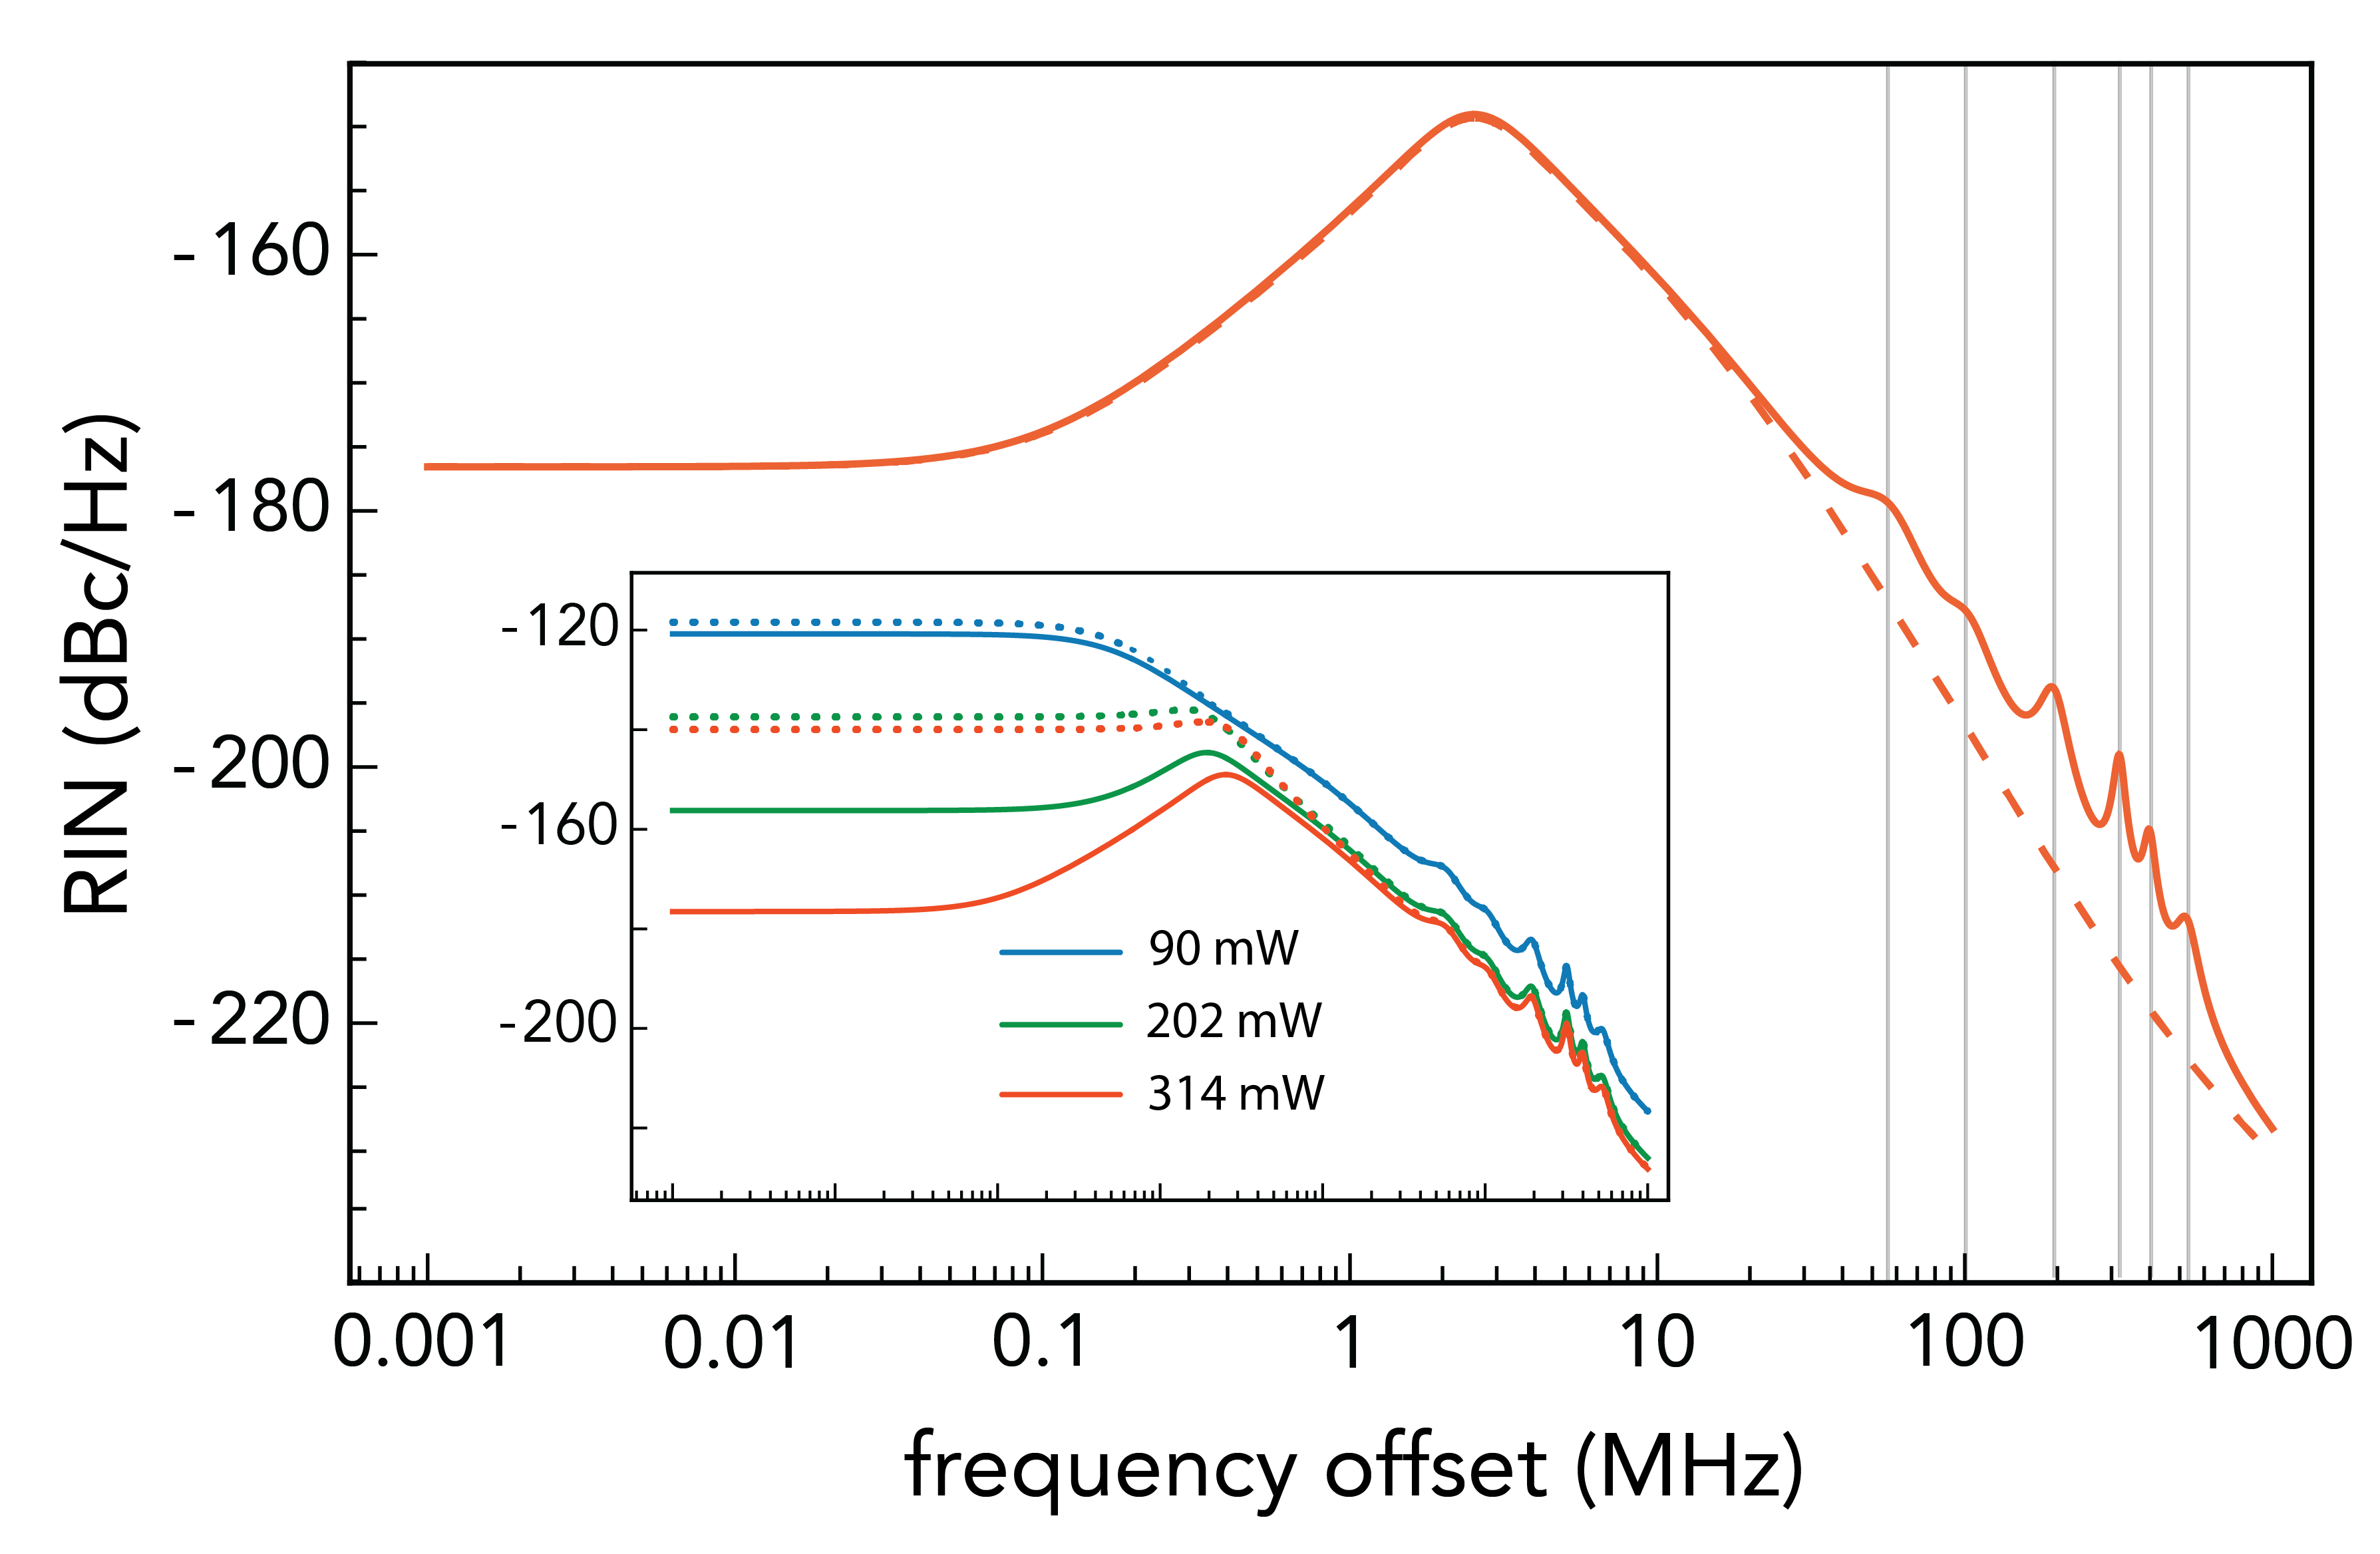 RIN (dBc/Hz)
- 160
- 180
- 200
- 220
-120
-160
-200
90 mW
202 mW
314 mW
0.001 0.01 0.1 1 10 100 1000
frequency offset (MHz)